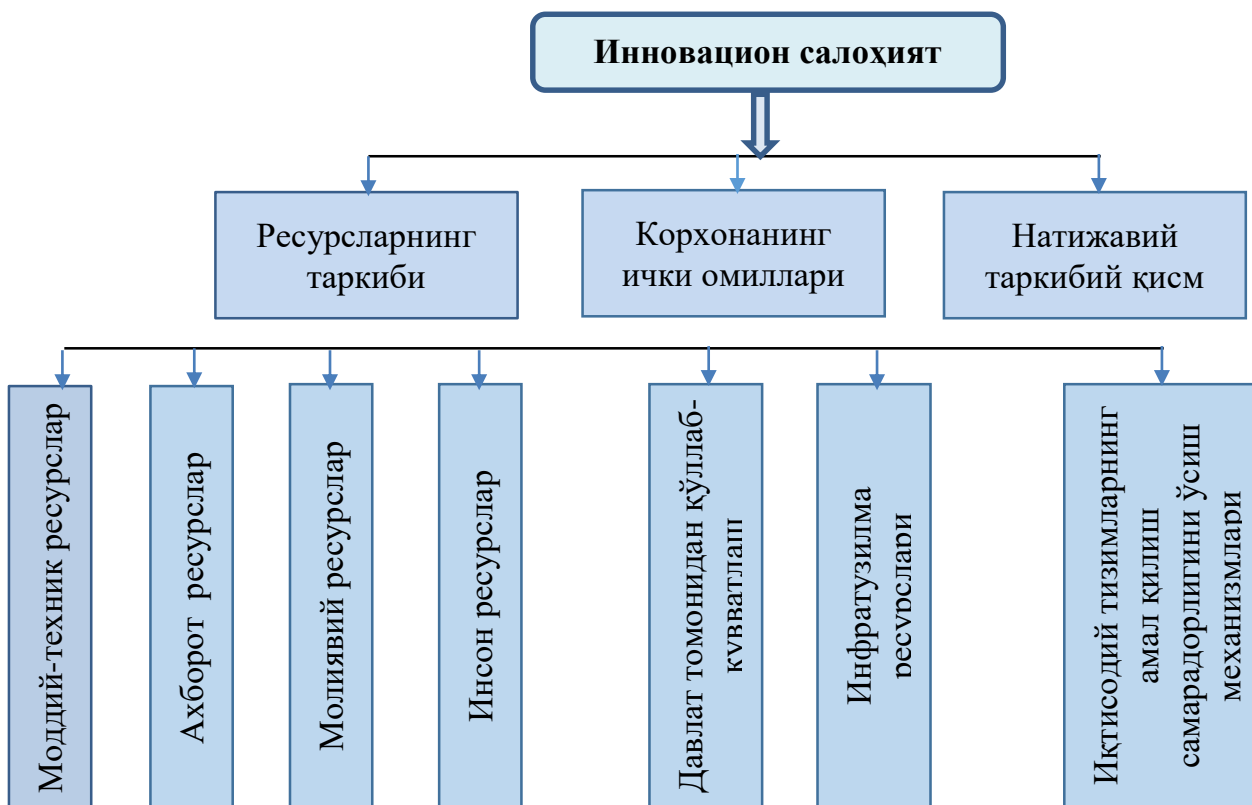 Инновацион салоҳият
Ресурсларнинг
таркиби
Корхонанинг
ички омиллари
Натижавий
таркибий қисм
Моддий-техник ресурслар
Ахборот ресурслар
Молиявий ресурслар
Инсон ресурслар
Давлат томонидан қўллаб-
қувватлаш
Инфратузилма
ресурслари
Иқтисодий тизимларнинг
амал қилиш
самарадорлигини ўсиш
механизмлари